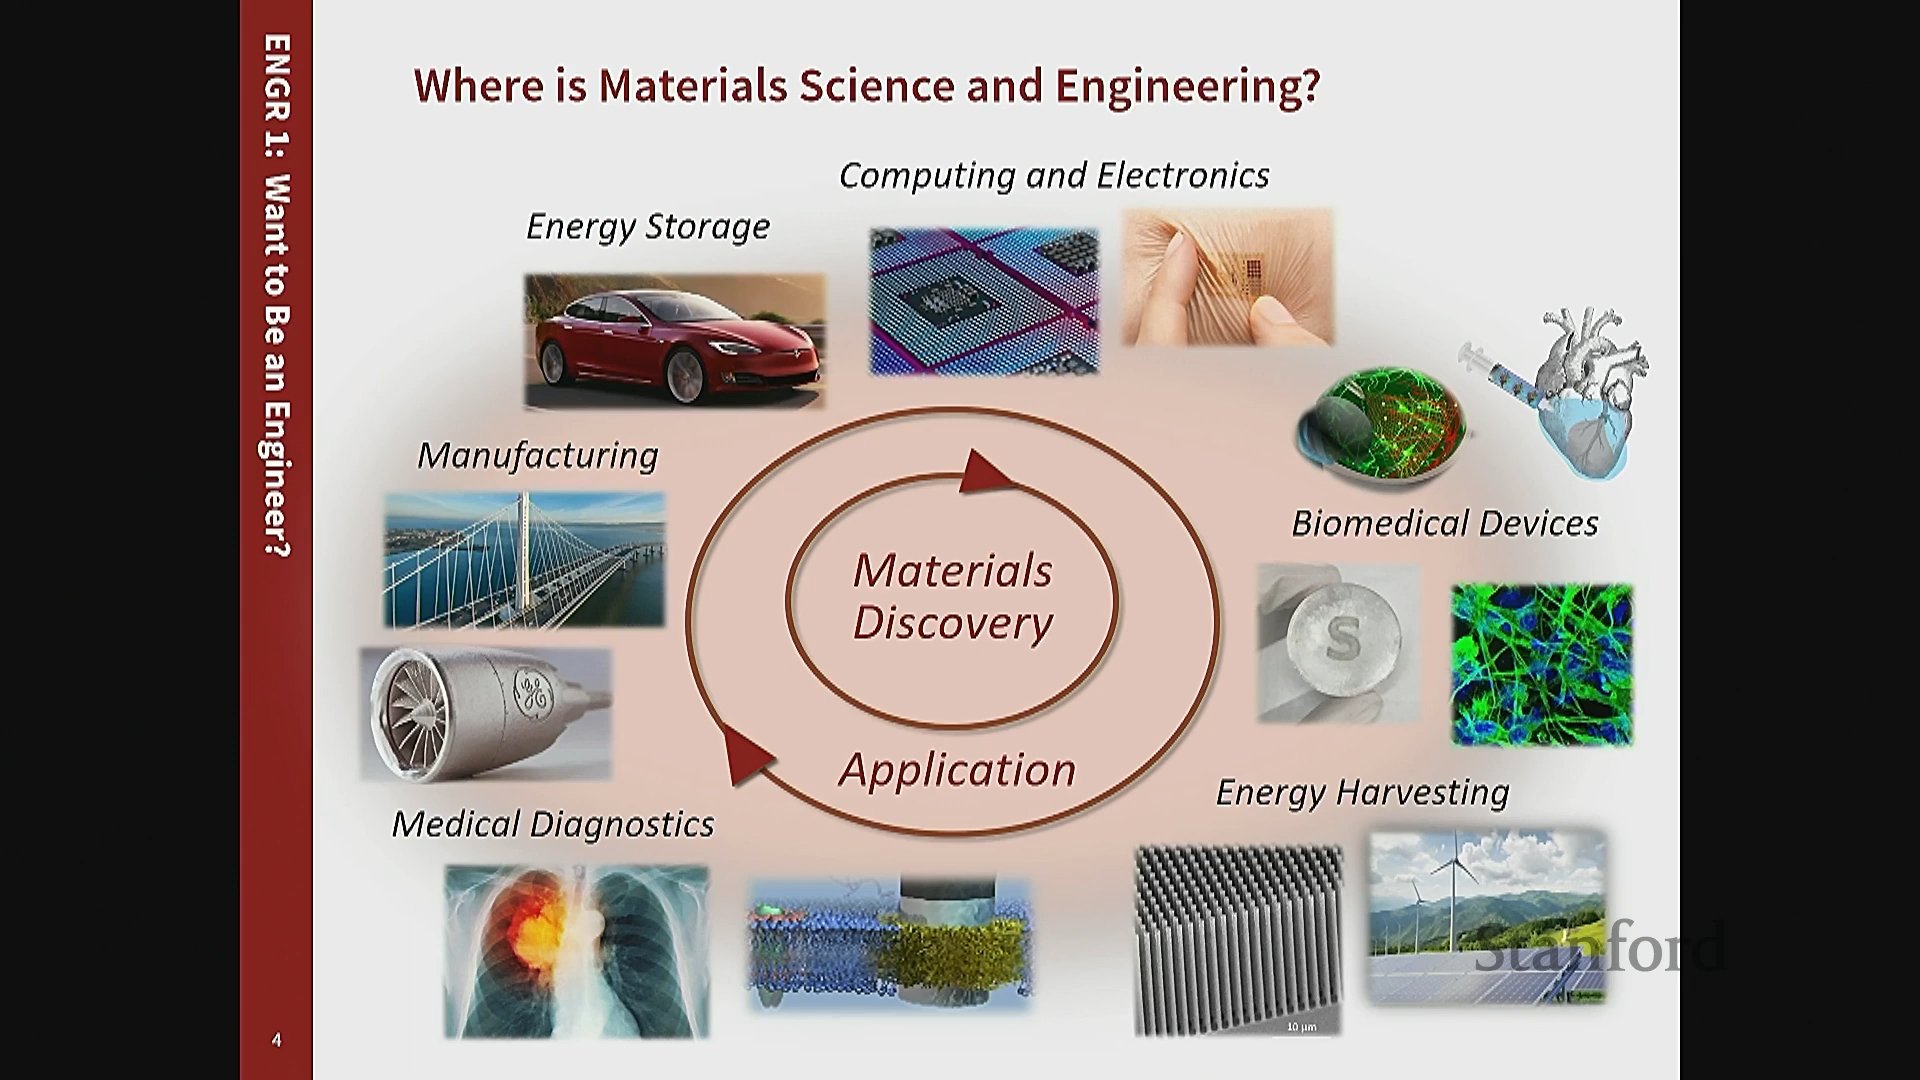 ENGR 1: Want to Be an Engineer?
Where is Materials Science and Engineering?
Computing and Electronics
Energy Storage
Manufacturing
Biomedical Devices
Materials
Discovery
S
GE
Application
Energy Harvesting
Medical Diagnostics
Stanford
10 µm
4